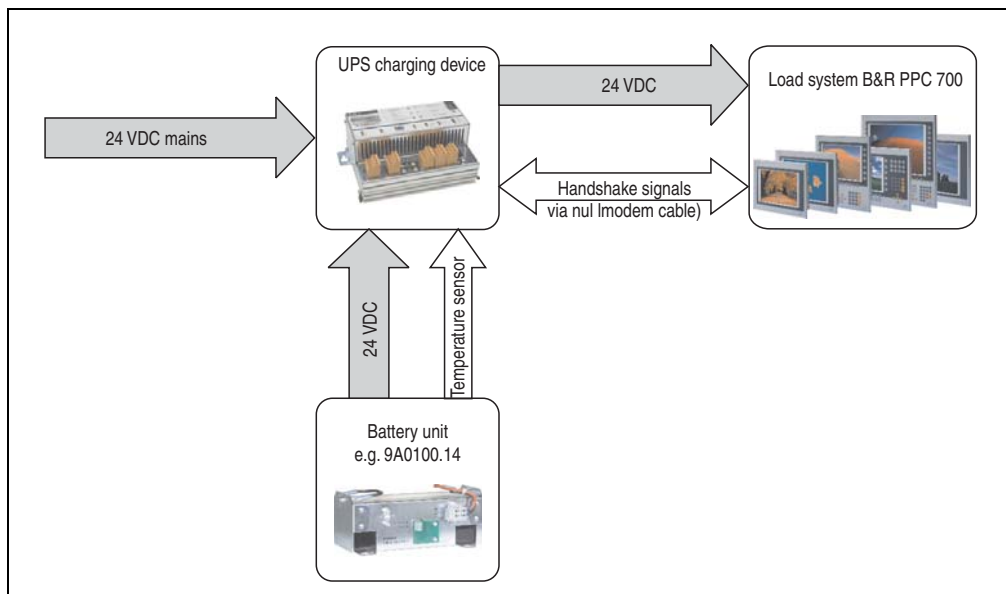 UPS charging device
Load system B&R PPC 700
24 VDC
24 VDC mains
Handshake signals
via nul lmodem cable)
24 VDC
Temperature sensor
Battery unit
e.g. 9A0100.14